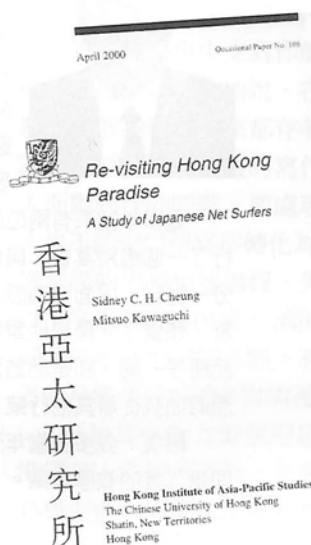 April 2000
Occasional Paper No. 108
Re-visiting Hong Kong
Paradise
A Study of Japanese Net Surfers
香港亞太研究所
Sidney C. H. Cheung
Mitsuo Kawaguchi
Hong Kong Institute of Asia-Pacific Studies
The Chinese University of Hong Kong
Shatin, New Territories
Hong Kong